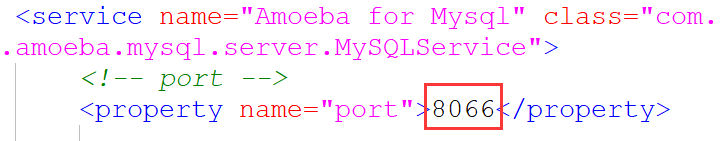 <service name="Amoeba for Mysql" class="com.
.amoeba.mysql.server.MySQLService">
<!-- port -->
<property name="port">8066</property>